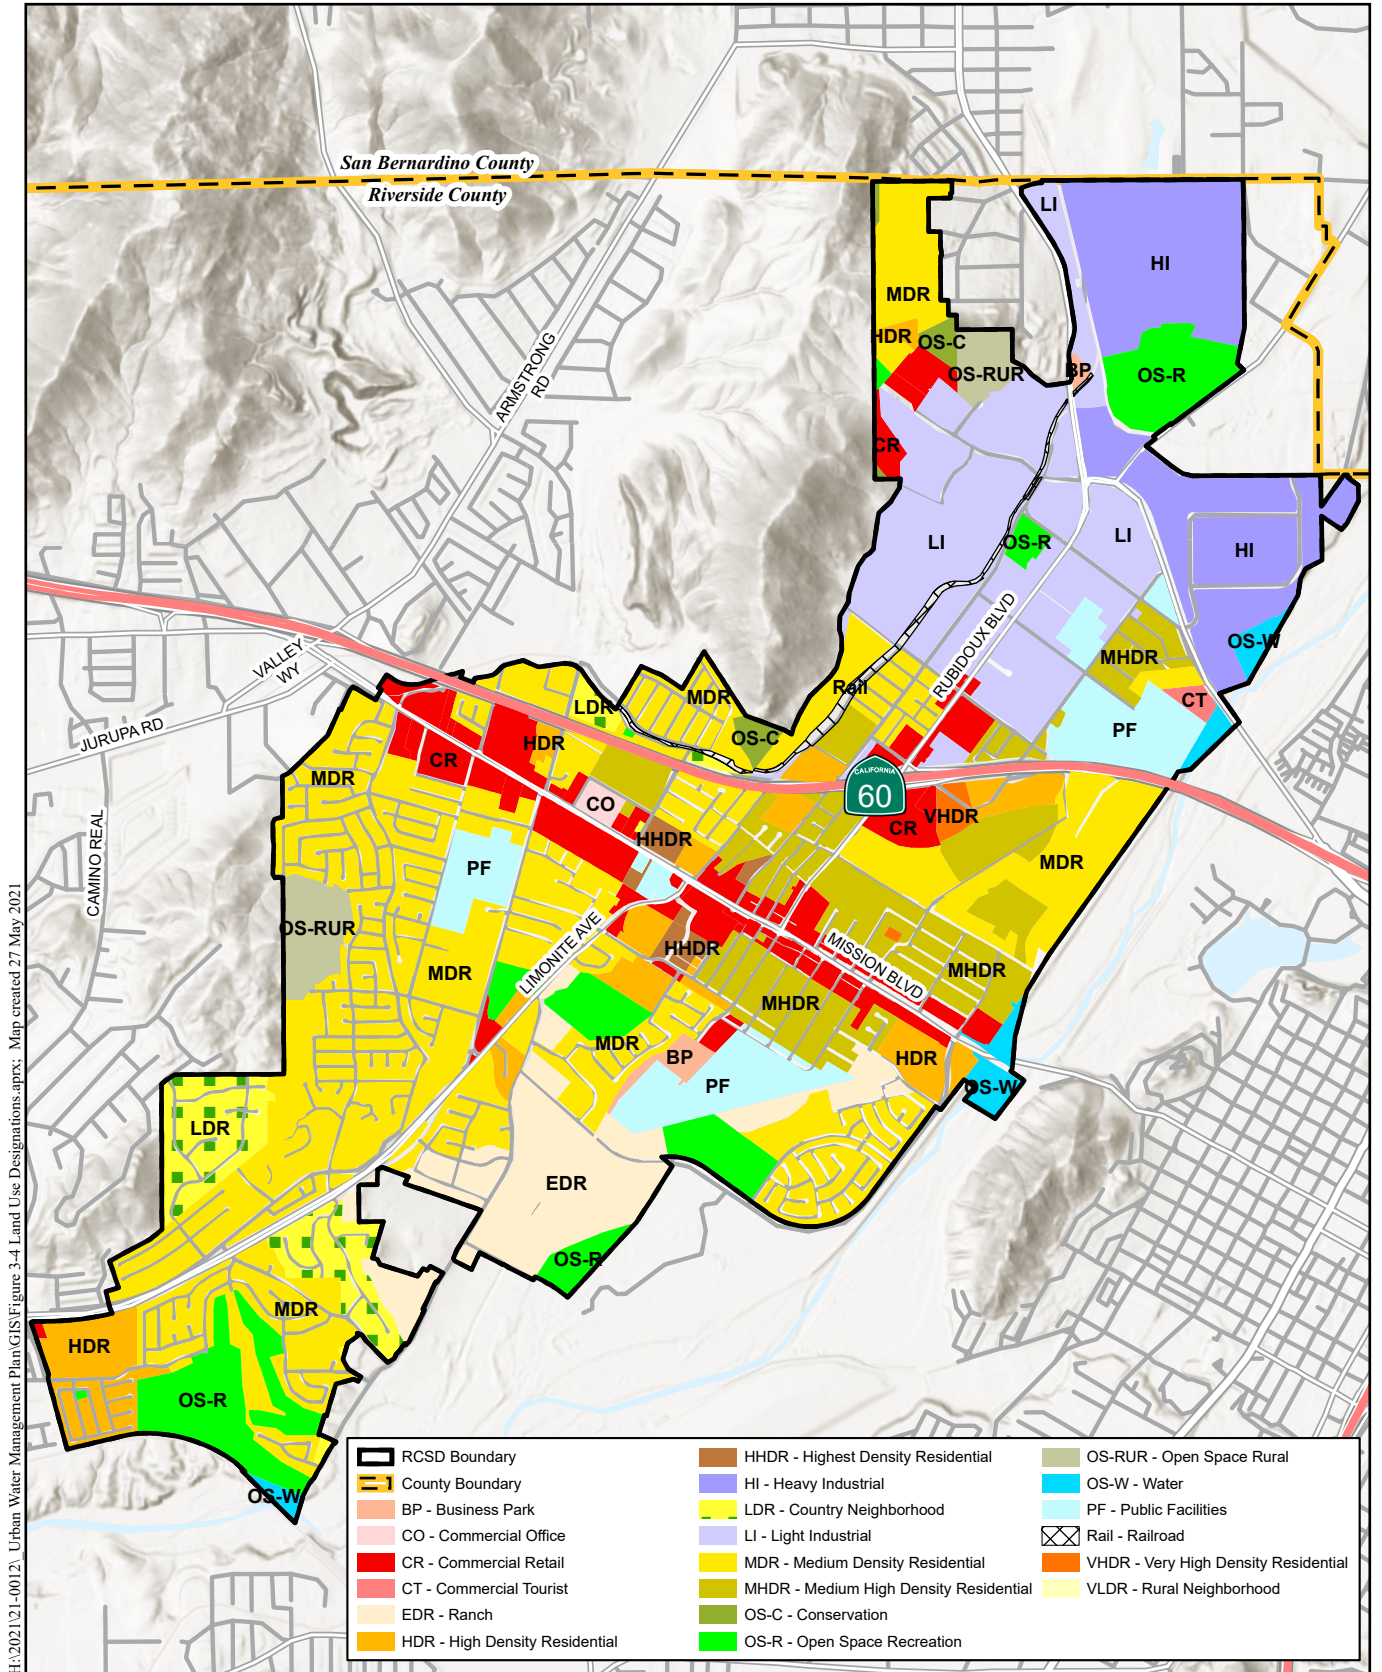 San Bernardino County
Riverside County
LI
HI
MDR
HDR
OS-C
OS-RUR
BP
OS-R
ARMSTRONG
RD
CR
LI
OS-R
LI
HI
RUBIDOUX BLVD
OS-W
MHDR
VALLEY
WY
JURUPA RD
MDR
LDR
Rail
CT
OS-C
PF
HDR
CR
MDR
CALIFORNIA
60
CO
CR
VHDR
HHDR
MDR
CAMINO REAL
PF
OS-RUR
LIMONITE AVE
HHDR
MISSION BLVD
MDR
MHDR
MHDR
MDR
BP
HDR
PF
OS-W
LDR
EDR
OS-R
MDR
HDR
OS-R
OS-W
H:\2021\21-0012\_Urban Water Management Plan\GIS\Figure 3-4 Land Use Designations.aprx; Map created 27 May 2021
RCSD Boundary
County Boundary
BP - Business Park
CO - Commercial Office
CR - Commercial Retail
CT - Commercial Tourist
EDR - Ranch
HDR - High Density Residential
HHDR - Highest Density Residential
HI - Heavy Industrial
LDR - Country Neighborhood
LI - Light Industrial
MDR - Medium Density Residential
MHDR - Medium High Density Residential
OS-C - Conservation
OS-R - Open Space Recreation
OS-RUR - Open Space Rural
OS-W - Water
PF - Public Facilities
Rail - Railroad
VHDR - Very High Density Residential
VLDR - Rural Neighborhood